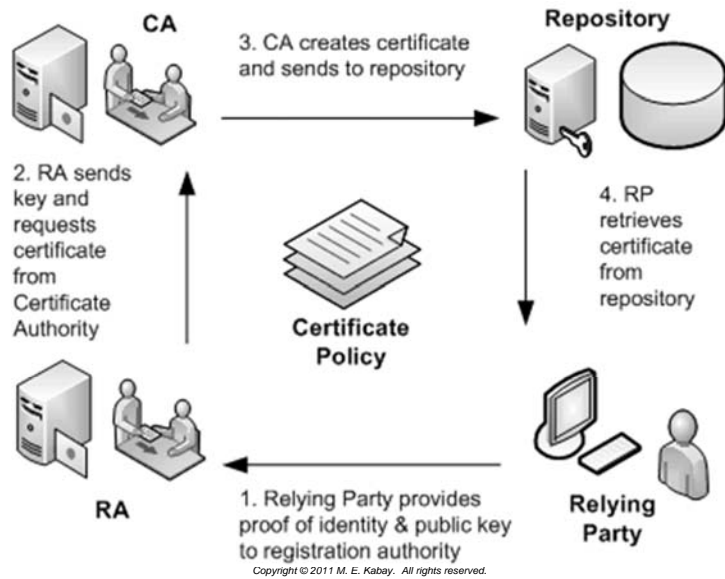 CA
3. CA creates certificate
and sends to repository
Repository
2. RA sends
key and
requests
certificate
from
Certificate
Authority
Certificate
Policy
4. RP
retrieves
certificate
from
repository
RA
1. Relying Party provides
proof of identity & public key
to registration authority
Relying
Party
Copyright © 2011 M. E. Kabay. All rights reserved.